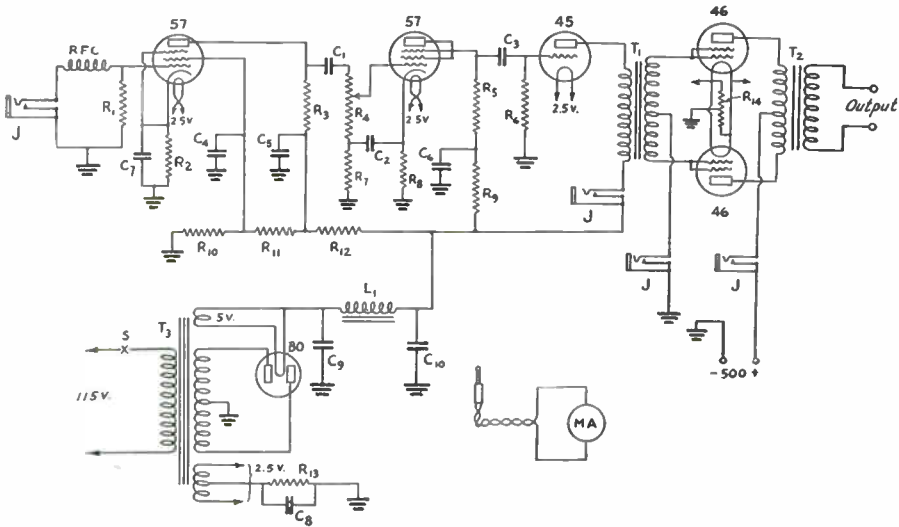 57
RFC
J
R1
2.5V
C7
R2
C4
C5
R3
C1
R4
C2
R7
R8
57
2.5V
C6
R5
R9
C3
R6
45
2.5V.
T1
J
46
R14
46
T2
Output
J
J
-500+
R10
R11
R12
L1
T3
5V.
80
C9
C10
S
115V.
2.5V.
R13
C8
MA